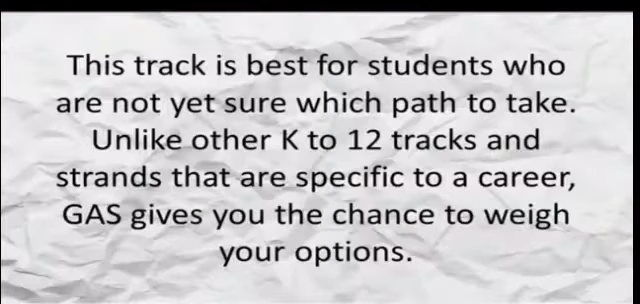 This track is best for students who
are not yet sure which path to take.
Unlike other K to 12 tracks and
strands that are specific to a career,
GAS gives you the chance to weigh
your options.